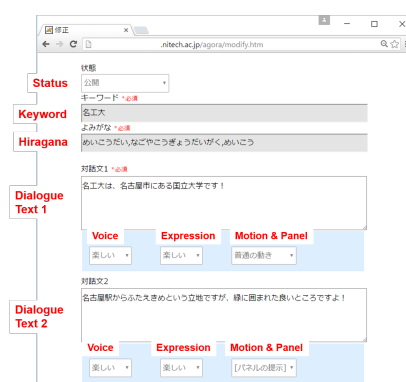 修正
.nitech.ac.jp/agora/modify.htm
状態
Status
公開
キーワード *必須
Keyword
名工大
よみがな *必須
Hiragana
めいこうだい,なごやこうぎょうだいがく,めいこう
対話文1 *必須
Dialogue Text 1
名工大は、名古屋市にある国立大学です！
Voice Expression Motion & Panel
楽しい 楽しい 普通の動き
対話文2
Dialogue Text 2
名古屋駅からふたえきめという立地ですが、緑に囲まれた良いところですよ！
Voice Expression Motion & Panel
楽しい 楽しい [パネルの提示]